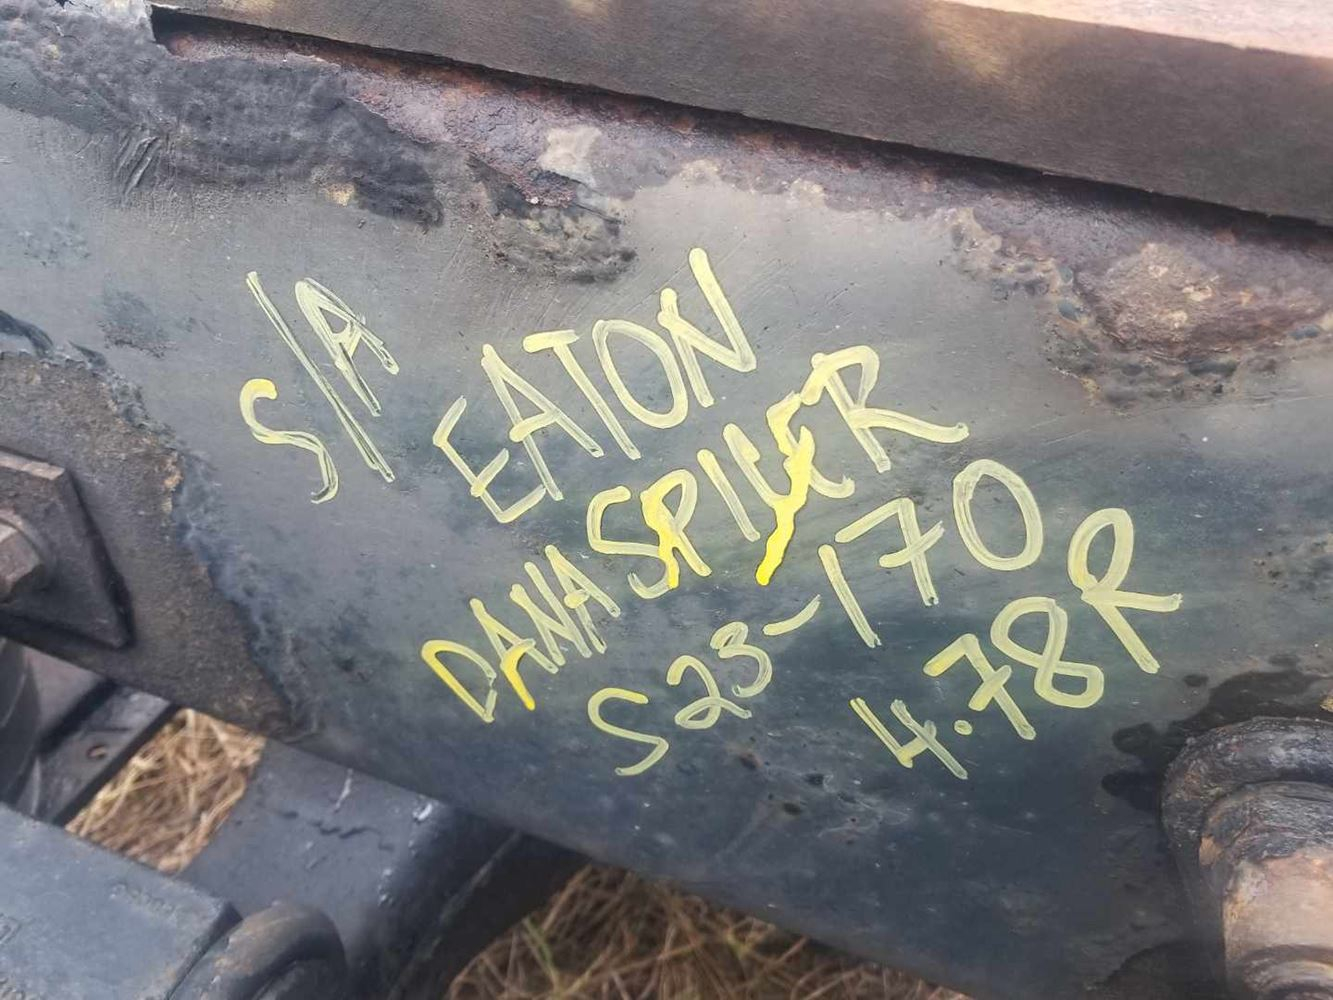 S/A EATON
DANA SPICER
S23-170
4.78R